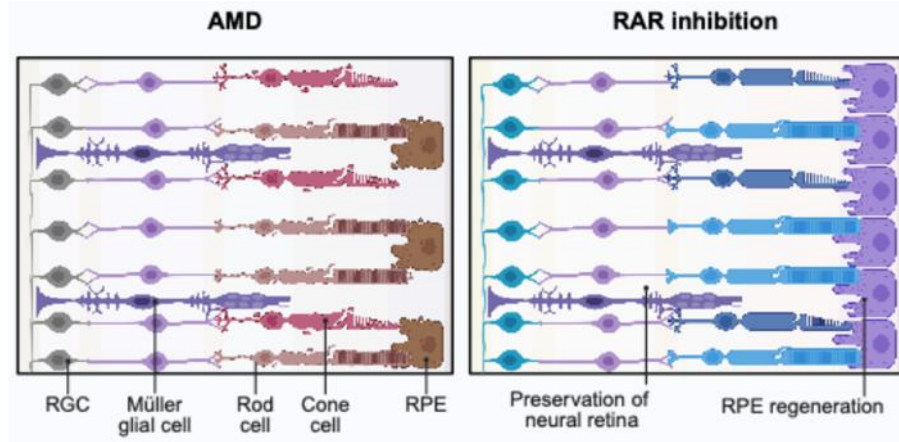 AMD
RAR inhibition
RGC
Müller
glial cell
Rod
cell
Cone
cell
RPE
Preservation of
neural retina
RPE regeneration